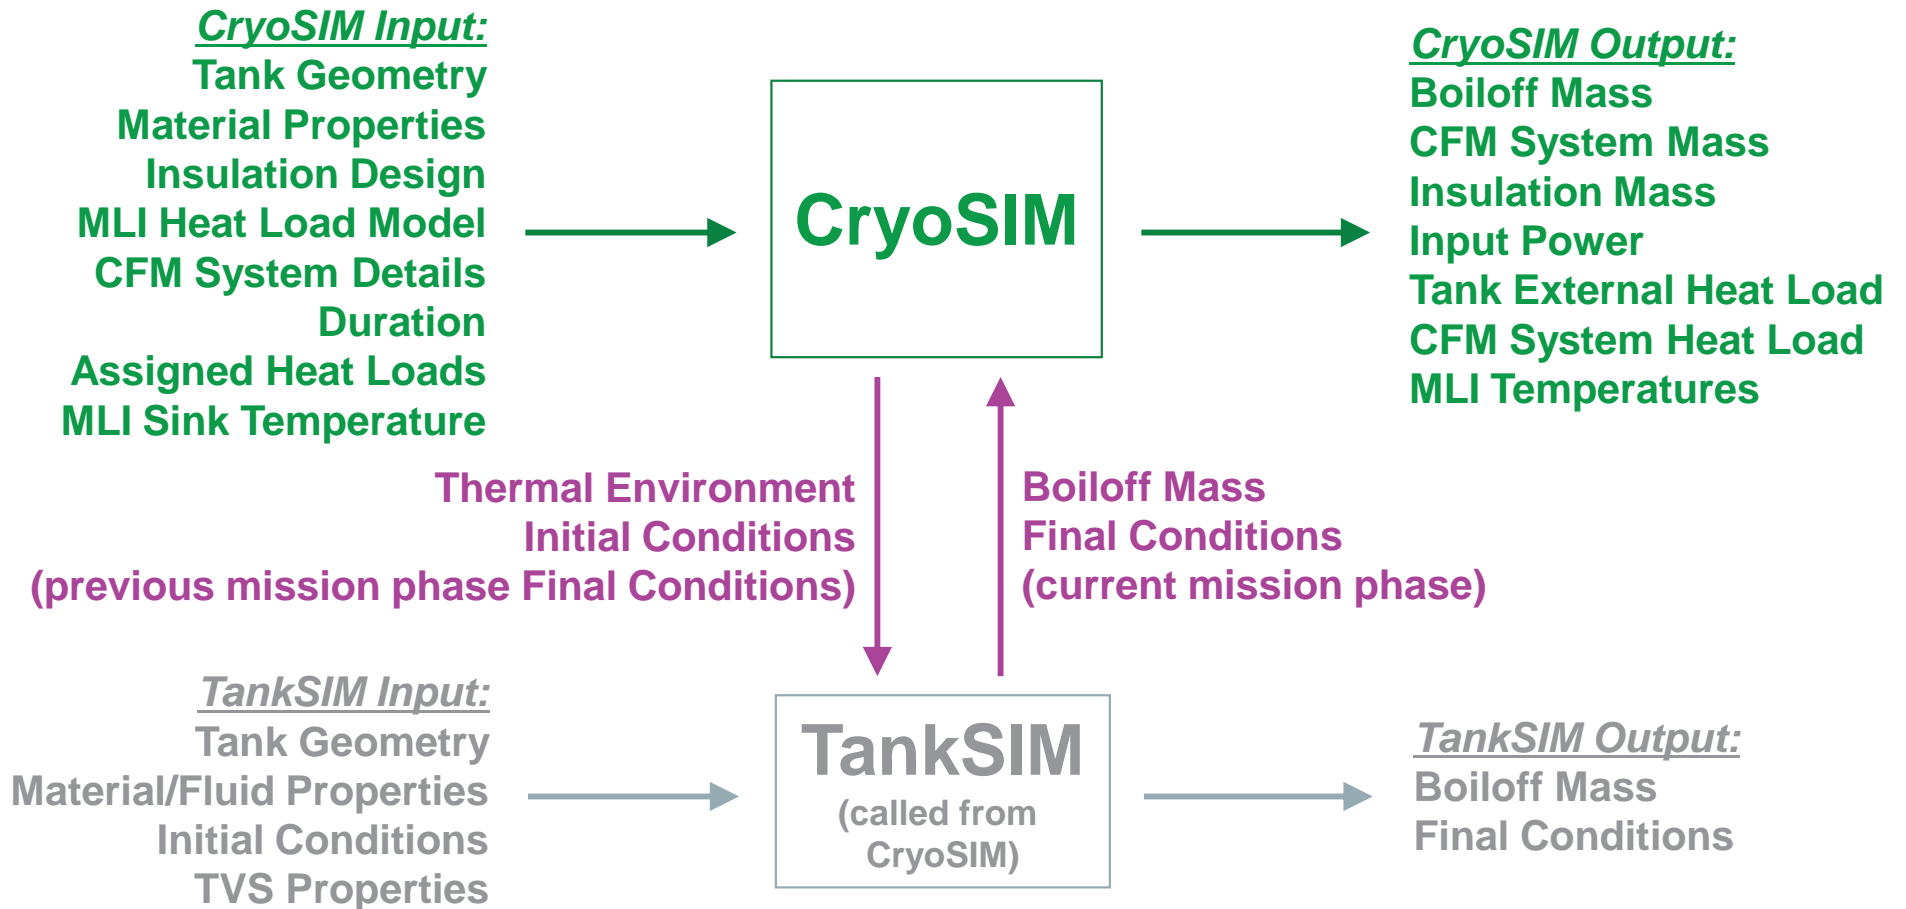 CryoSIM Input:
Tank Geometry
Material Properties
Insulation Design
MLI Heat Load Model
CFM System Details
Duration
Assigned Heat Loads
MLI Sink Temperature
CryoSIM
CryoSIM Output:
Boiloff Mass
CFM System Mass
Insulation Mass
Input Power
Tank External Heat Load
CFM System Heat Load
MLI Temperatures
Thermal Environment
Initial Conditions
(previous mission phase Final Conditions)
Boiloff Mass
Final Conditions
(current mission phase)
TankSIM Input:
Tank Geometry
Material/Fluid Properties
Initial Conditions
TVS Properties
TankSIM
(called from
CryoSIM)
TankSIM Output:
Boiloff Mass
Final Conditions